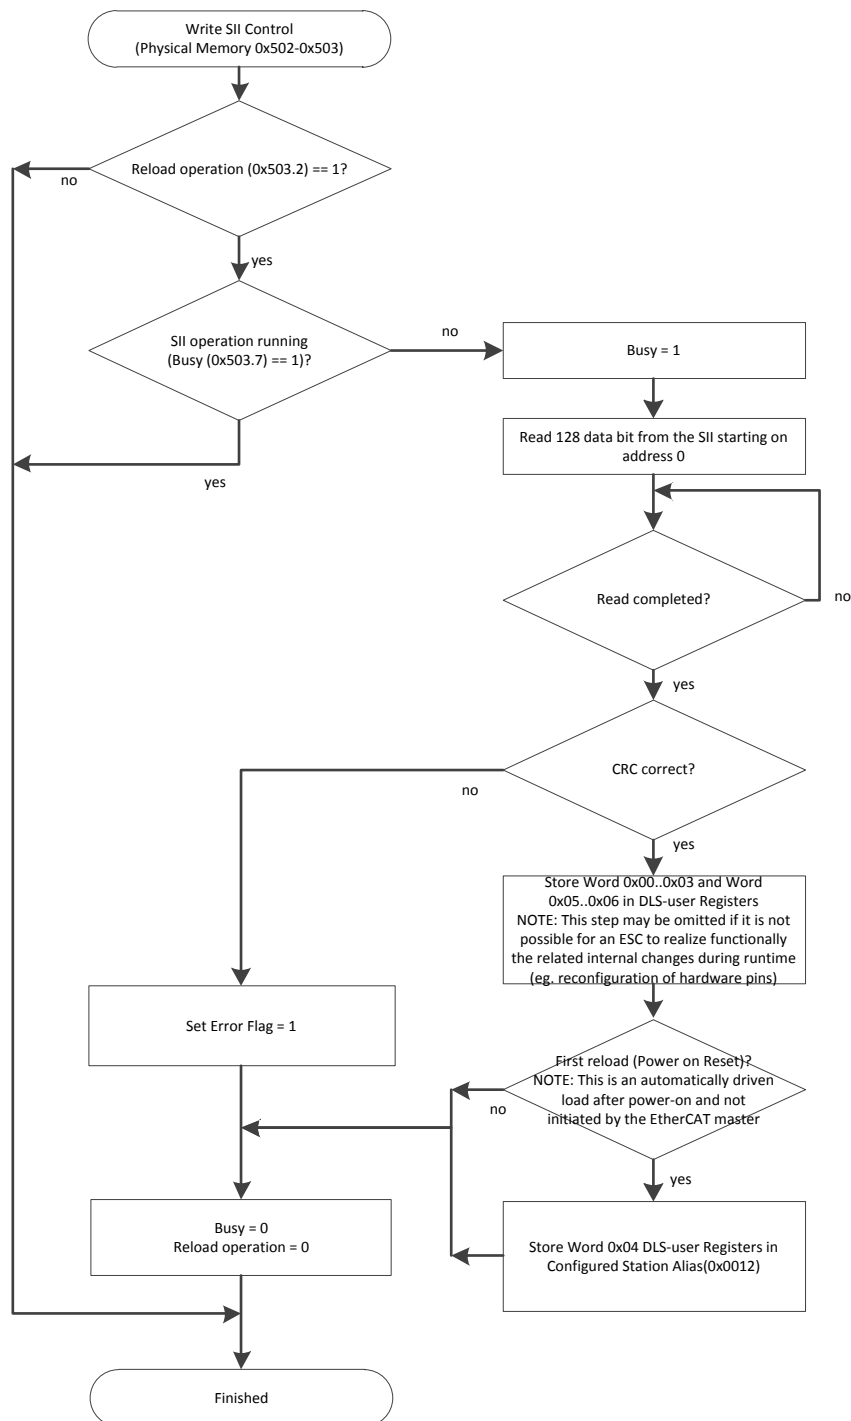 Write SII Control
(Physical Memory 0x502-0x503)
Reload operation (0x503.2) == 1?
no
yes
SII operation running
(Busy (0x503.7) == 1)?
no
yes
Busy = 1
Read 128 data bit from the SII starting on
address 0
Read completed?
no
yes
CRC correct?
no
yes
Store Word 0x00..0x03 and Word
0x05..0x06 in DLS-user Registers
NOTE: This step may be omitted if it is not
possible for an ESC to realize functionally
the related internal changes during runtime
(eg. reconfiguration of hardware pins)
Set Error Flag = 1
First reload (Power on Reset)?
NOTE: This is an automatically driven
load after power-on and not
initiated by the EtherCAT master
no
yes
Busy = 0
Reload operation = 0
Store Word 0x04 DLS-user Registers in
Configured Station Alias(0x0012)
Finished